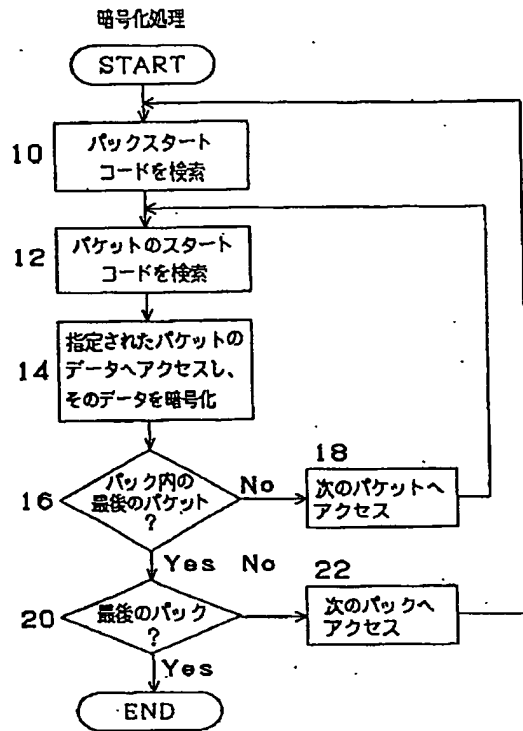 暗号化処理
START
10
パックスタート
コードを検索
12
パケットのスタート
コードを検索
14
指定されたパケットの
データへアクセスし、
そのデータを暗号化
16
パック内の
最後のパケット
?
No
18
次のパケットへ
アクセス
Yes
No
20
最後のパック
?
22
次のパックへ
アクセス
Yes
END